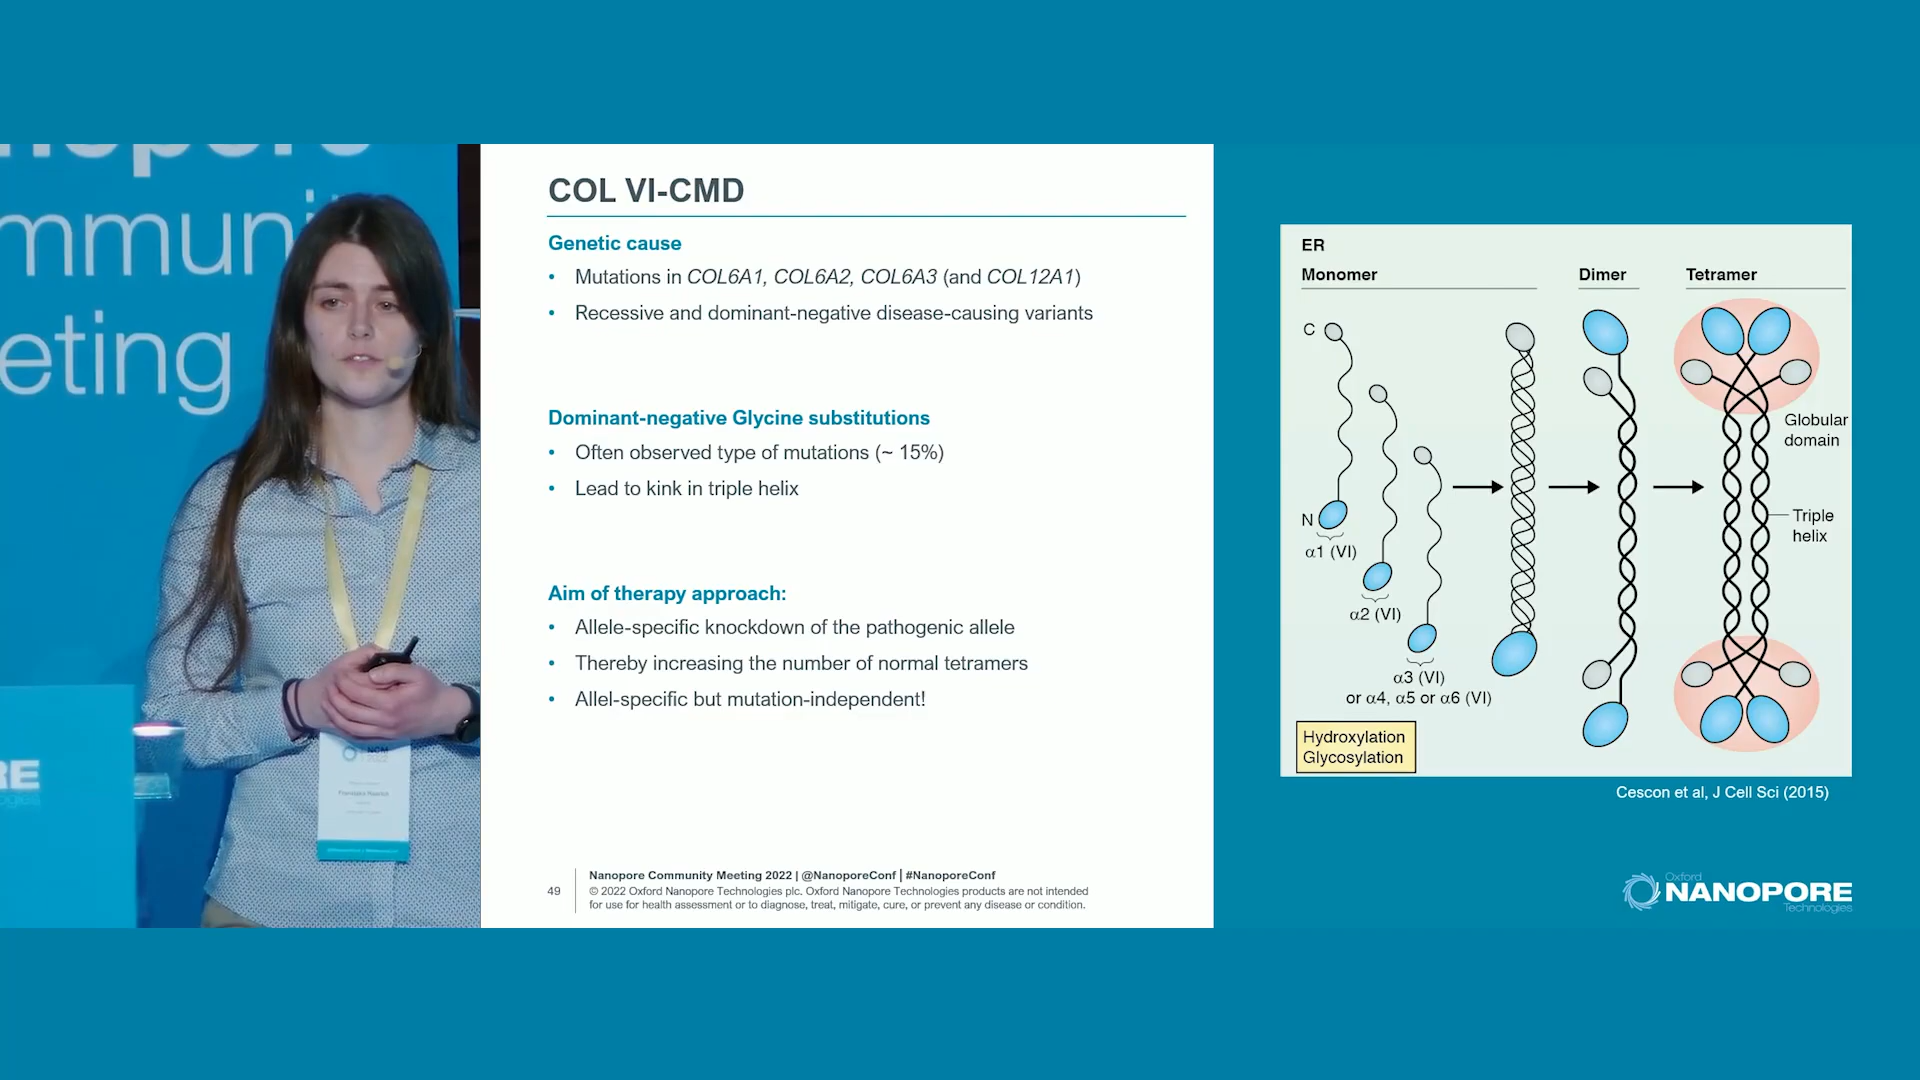 nopore
mmuni
eting
RE
NCM
COL VI-CMD
Genetic cause
• Mutations in COL6A1, COL6A2, COL6A3 (and COL12A1)
• Recessive and dominant-negative disease-causing variants
Dominant-negative Glycine substitutions
• Often observed type of mutations (~ 15%)
• Lead to kink in triple helix
Aim of therapy approach:
• Allele-specific knockdown of the pathogenic allele
• Thereby increasing the number of normal tetramers
• Allel-specific but mutation-independent!
49
Nanopore Community Meeting 2022 | @NanoporeConf | #NanoporeConf
© 2022 Oxford Nanopore Technologies plc. Oxford Nanopore Technologies products are not intended
for use for health assessment or to diagnose, treat, mitigate, cure, or prevent any disease or condition.
ER
Monomer
Dimer
Tetramer
C
N
α1 (VI)
α2 (VI)
α3 (VI)
or α4, α5 or α6 (VI)
Globular
domain
Triple
helix
Hydroxylation
Glycosylation
Cescon et al, J Cell Sci (2015)
Oxford
NANOPORE
Technologies